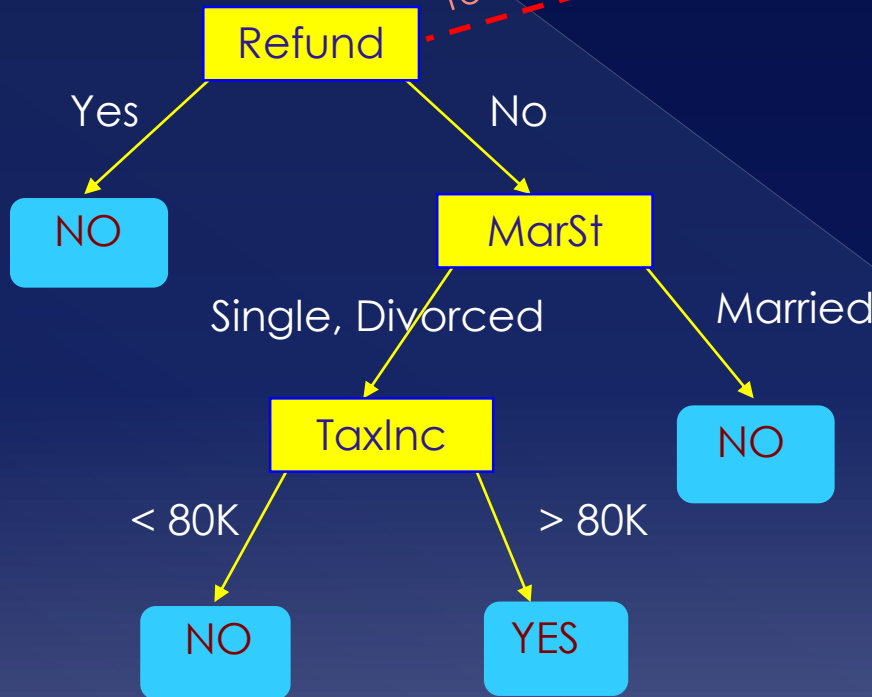 Refund
Yes
No
NO
MarSt
Single, Divorced
Married
TaxInc
NO
< 80K
> 80K
NO
YES